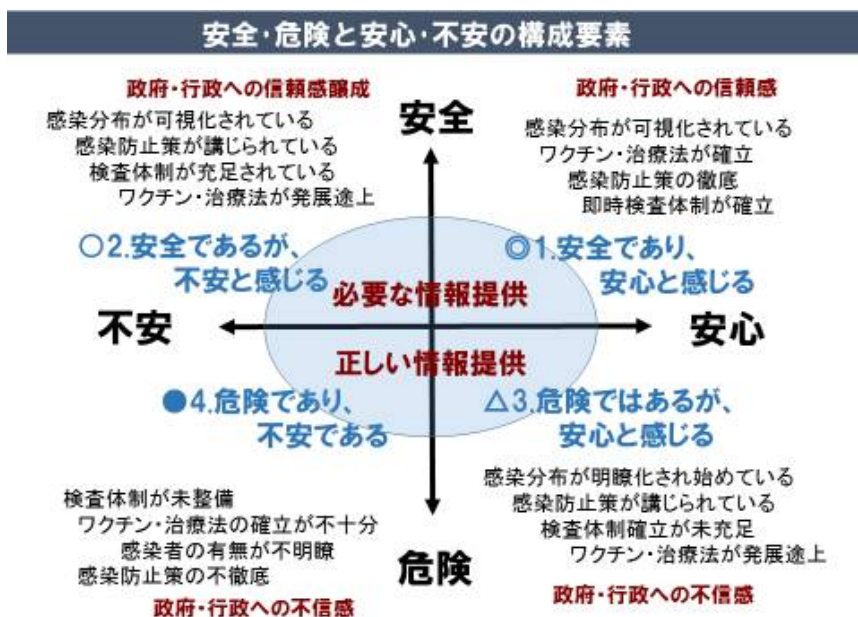 安全・危険と安心・不安の構成要素
政府・行政への信頼感醸成
感染分布が可視化されている
感染防止策が講じられている
検査体制が充足されている
ワクチン・治療法が発展途上
安全
政府・行政への信頼感
感染分布が可視化されている
ワクチン・治療法が確立
感染防止策の徹底
即時検査体制が確立
○2.安全であるが、
不安と感じる
◎1.安全であり、
安心と感じる
必要な情報提供
不安
安心
正しい情報提供
●4.危険であり、
不安である
△3.危険ではあるが、
安心と感じる
検査体制が未整備
ワクチン・治療法の確立が不十分
感染者の有無が不明瞭
感染防止策の不徹底
政府・行政への不信感
危険
感染分布が明瞭化され始めている
感染防止策が講じられている
検査体制確立が未充足
ワクチン・治療法が発展途上
政府・行政への不信感